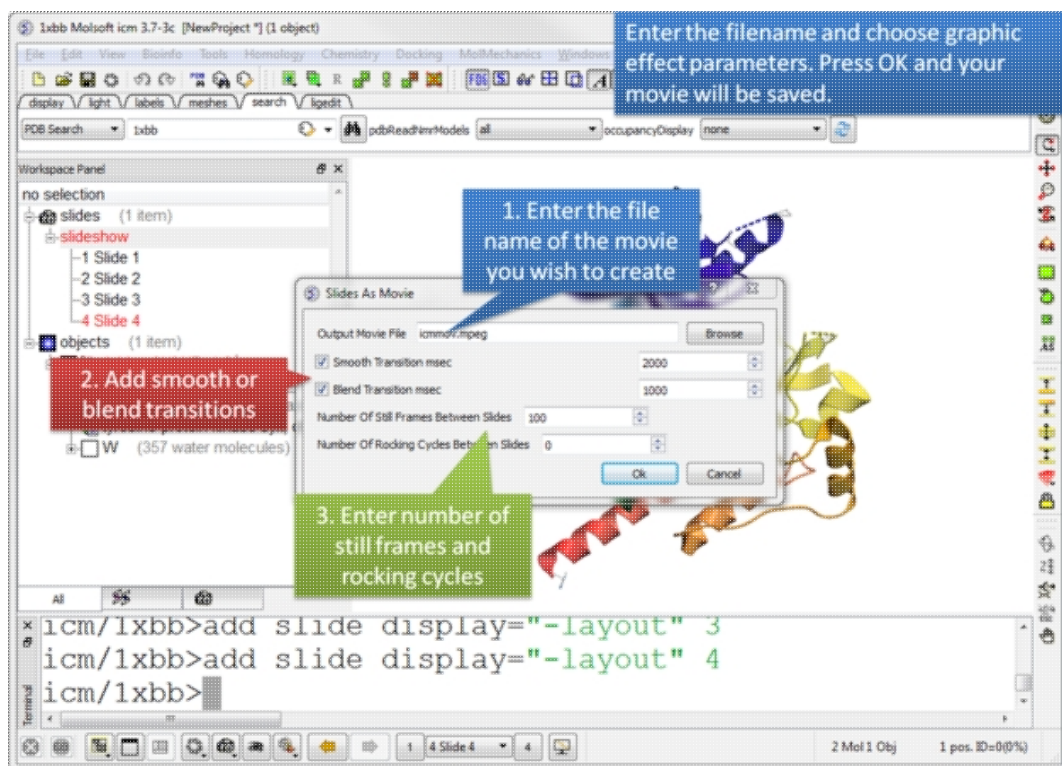 1xbb Molsoft icm 3.7-3c [NewProject *] (1 object)
Enter the filename and choose graphic
effect parameters. Press OK and your
movie will be saved.
File Edit View Bioinfo Tools Homology Chemistry Docking MolMechanics Windows
display light labels meshes search ligedit
PDB Search 1xbb pdbReadNmrModels all occupancyDisplay none
Workspace Panel
no selection
slides (1 item)
slideshow
1 Slide 1
2 Slide 2
3 Slide 3
4 Slide 4
objects (1 item)
W (357 water molecules)
1. Enter the file
name of the movie
you wish to create
Slides As Movie
Output Movie File icmmov.mpeg Browse
Smooth Transition msec 2000
Blend Transition msec 1000
Number Of Still Frames Between Slides 100
Number Of Rocking Cycles Between Slides 0
Ok Cancel
2. Add smooth or
blend transitions
3. Enter number of
still frames and
rocking cycles
All
icm/1xbb>add slide display="-layout" 3
icm/1xbb>add slide display="-layout" 4
icm/1xbb>
Terminal
1 4 Slide 4 4 2 Mol 1 Obj 1 pos. ID=0(0%)